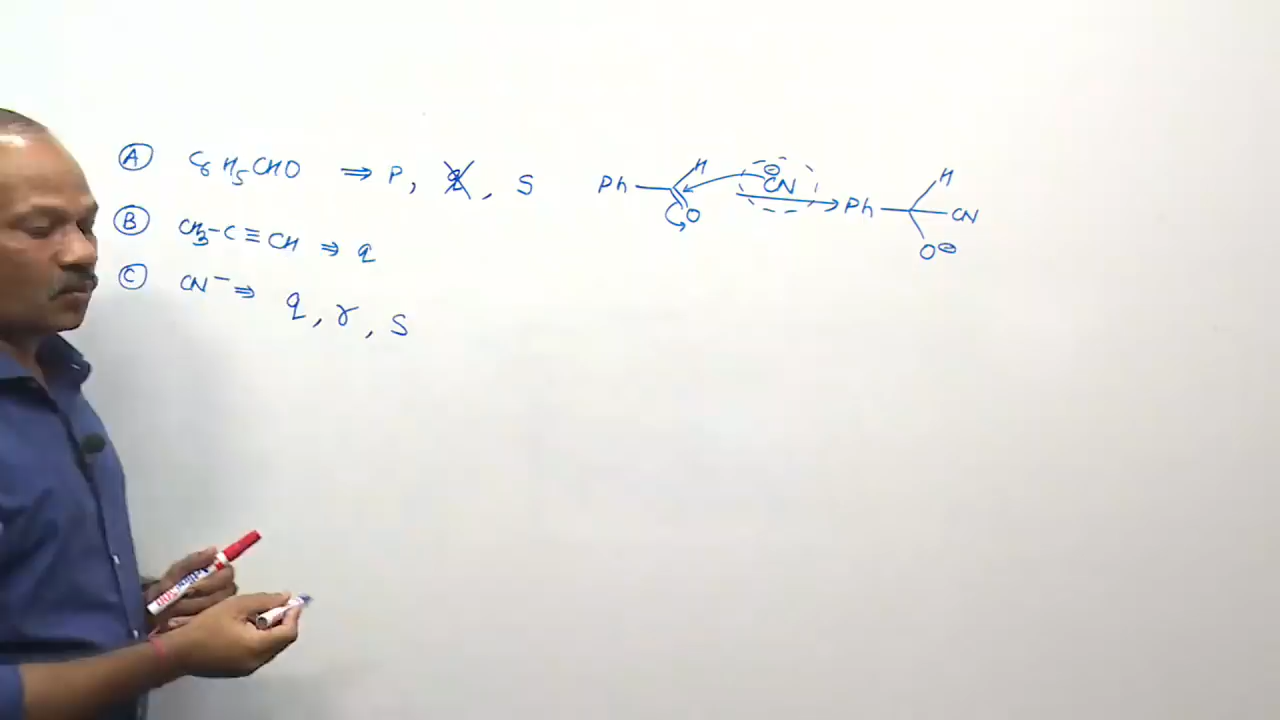 Ⓐ C6H5CHO ⇒ P, q, S
Ph H O ⊖CN → Ph H CN O⊖
Ⓑ CH3-C≡CH ⇒ q
Ⓒ CN⁻ ⇒ q, r, S